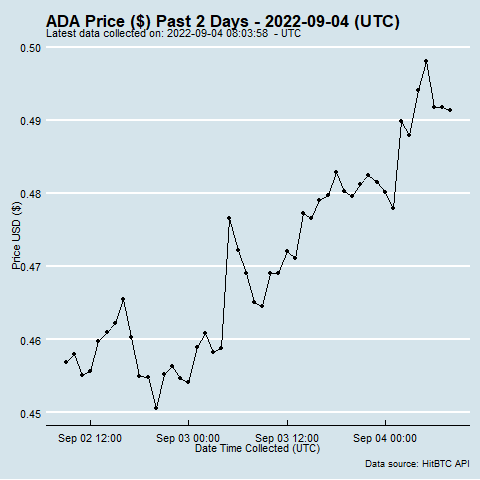 ADA Price ($) Past 2 Days - 2022-09-04 (UTC)
Latest data collected on: 2022-09-04 08:03:58 - UTC
0.50
0.49
0.48
0.47
0.46
0.45
Price USD ($)
Sep 02 12:00 Sep 03 00:00 Sep 03 12:00 Sep 04 00:00
Date Time Collected (UTC)
Data source: HitBTC API